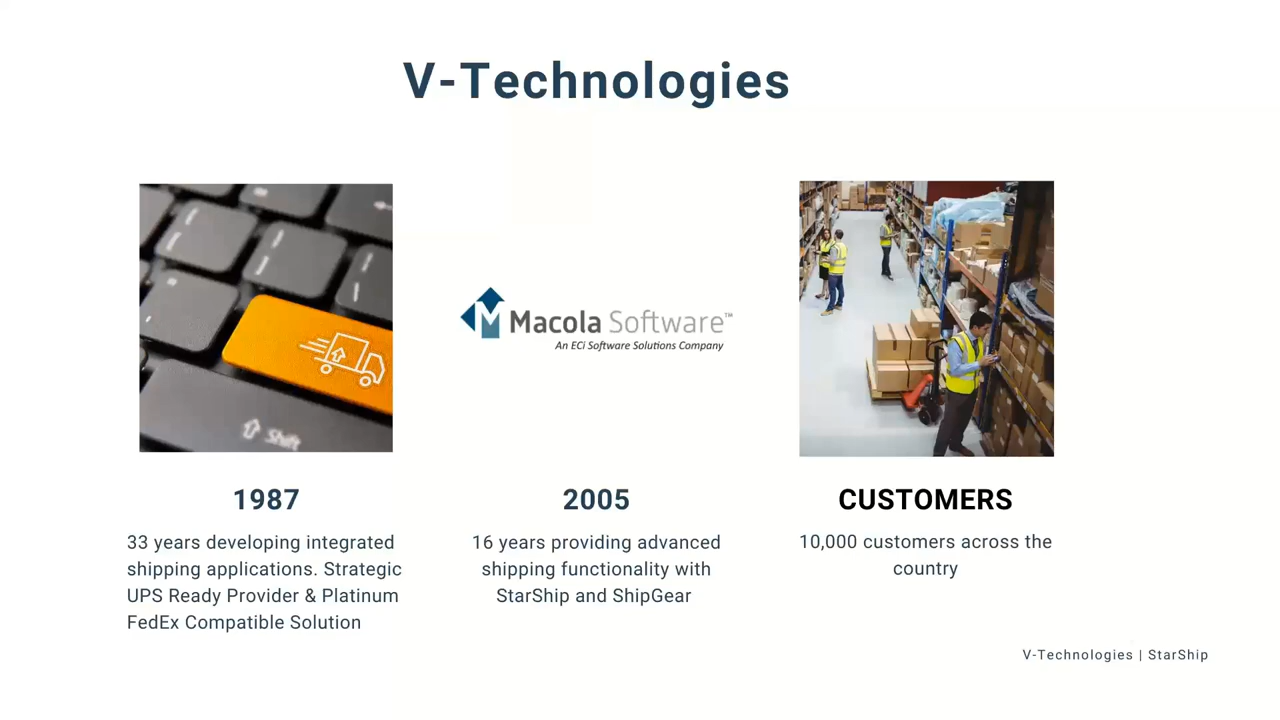 V-Technologies
Shift
Macola Software™
An ECi Software Solutions Company
1987
33 years developing integrated
shipping applications. Strategic
UPS Ready Provider & Platinum
FedEx Compatible Solution
2005
16 years providing advanced
shipping functionality with
StarShip and ShipGear
CUSTOMERS
10,000 customers across the
country
V-Technologies | StarShip